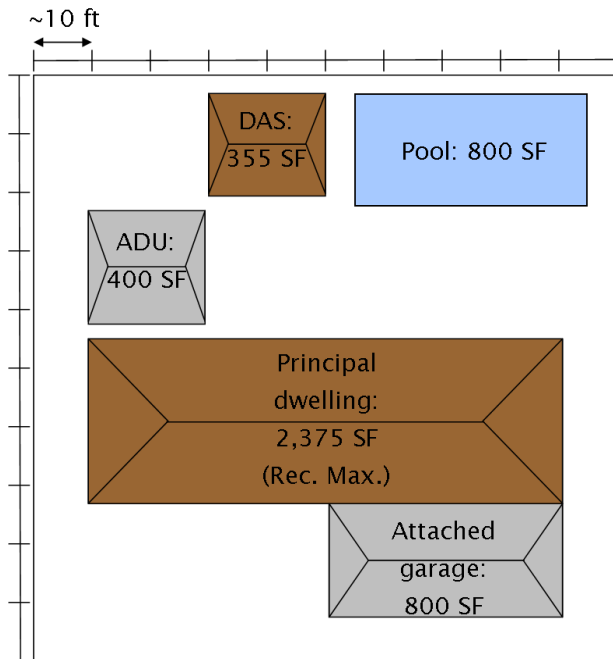 ~10 ft
DAS:
355 SF
Pool: 800 SF
ADU:
400 SF
Principal
dwelling:
2,375 SF
(Rec. Max.)
Attached
garage:
800 SF